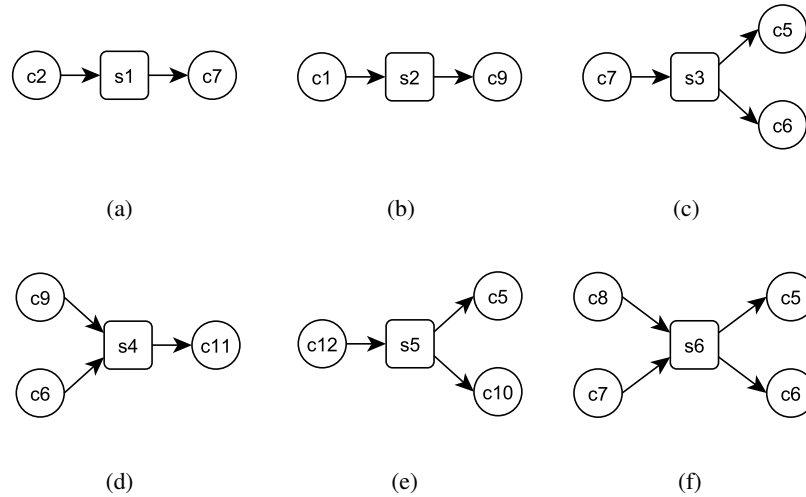 c2 s1 c7
c1 s2 c9
c7 s3 c5
c6
(a) (b) (c)
c9
c6 s4 c11
c12 s5 c5
c10
c8
c7 s6 c5
c6
(d) (e) (f)